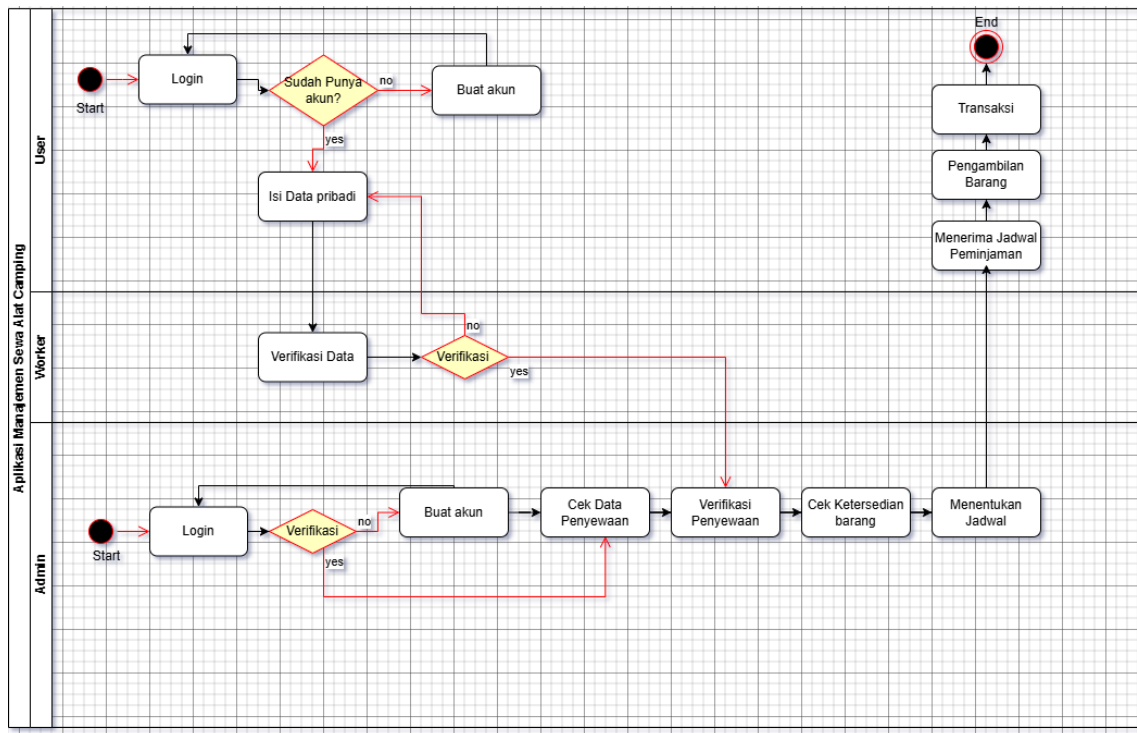 Aplikasi Manajemen Sewa Alat Camping
User
Start
Login
Sudah Punya
akun?
no
Buat akun
yes
Isi Data pribadi
End
Transaksi
Pengambilan
Barang
Menerima Jadwal
Peminjaman
Worker
Verifikasi Data
Verifikasi
no
yes
Admin
Start
Login
Verifikasi
no
yes
Buat akun
Cek Data
Penyewaan
Verifikasi
Penyewaan
Cek Ketersedian
barang
Menentukan
Jadwal